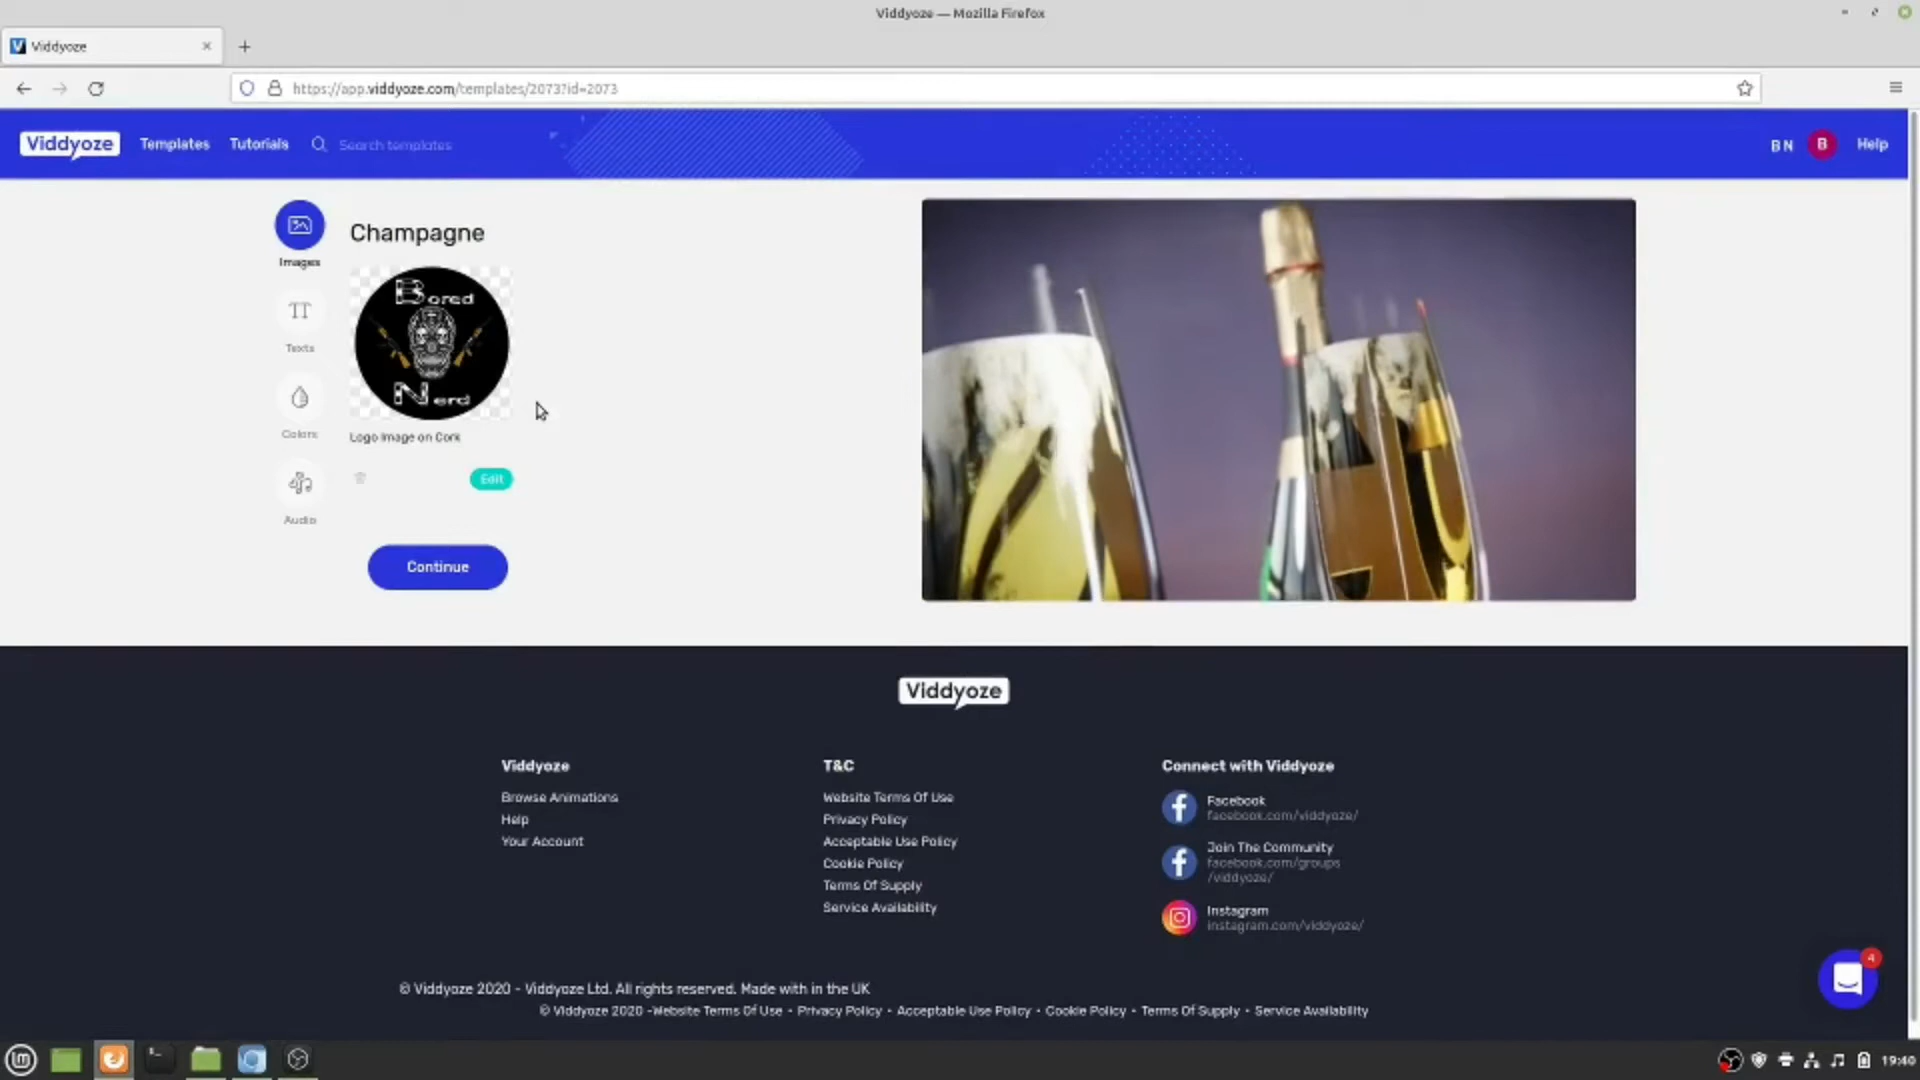 Viddyoze — Mozilla Firefox
Viddyoze
https://app.viddyoze.com/templates/2073?id=2073
Viddyoze Templates Tutorials Search templates B N B Help
Images
Champagne
Bored
Nerd
Texts
Colors
Logo Image on Cork
Edit
Audio
Continue
Viddyoze
Viddyoze
Browse Animations
Help
Your Account
T&C
Website Terms Of Use
Privacy Policy
Acceptable Use Policy
Cookie Policy
Terms Of Supply
Service Availability
Connect with Viddyoze
Facebook
facebook.com/viddyoze/
Join The Community
facebook.com/groups
/viddyoze/
Instagram
instagram.com/viddyoze/
4
© Viddyoze 2020 - Viddyoze Ltd. All rights reserved. Made with in the UK
© Viddyoze 2020 -Website Terms Of Use • Privacy Policy • Acceptable Use Policy • Cookie Policy • Terms Of Supply • Service Availability
19:40